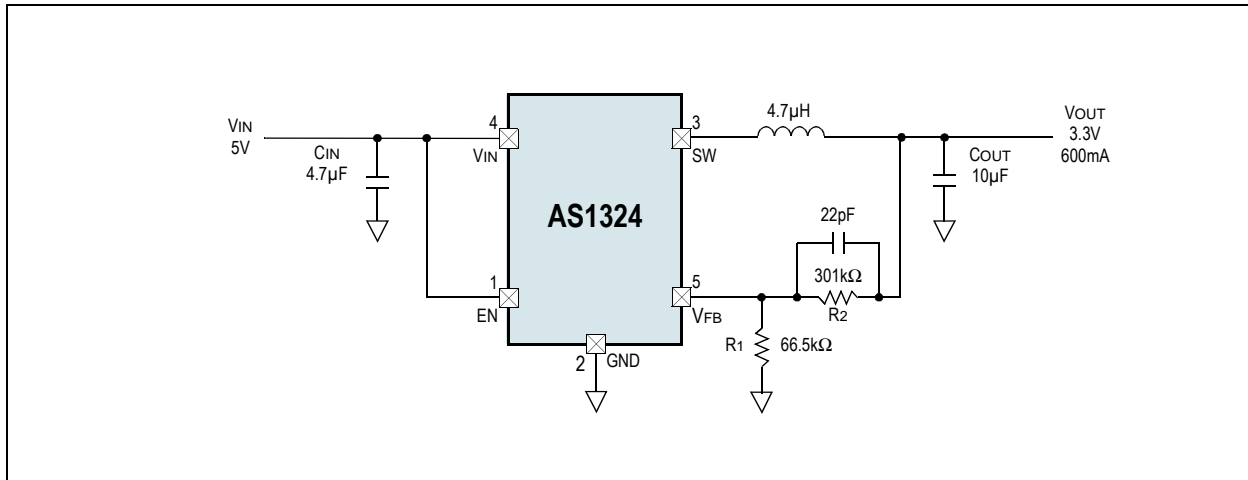 VIN
5V
CIN
4.7µF
4
VIN
1
EN
AS1324
2
GND
3
SW
4.7µH
5
VFB
22pF
301kΩ
R2
R1
66.5kΩ
COUT
10µF
VOUT
3.3V
600mA